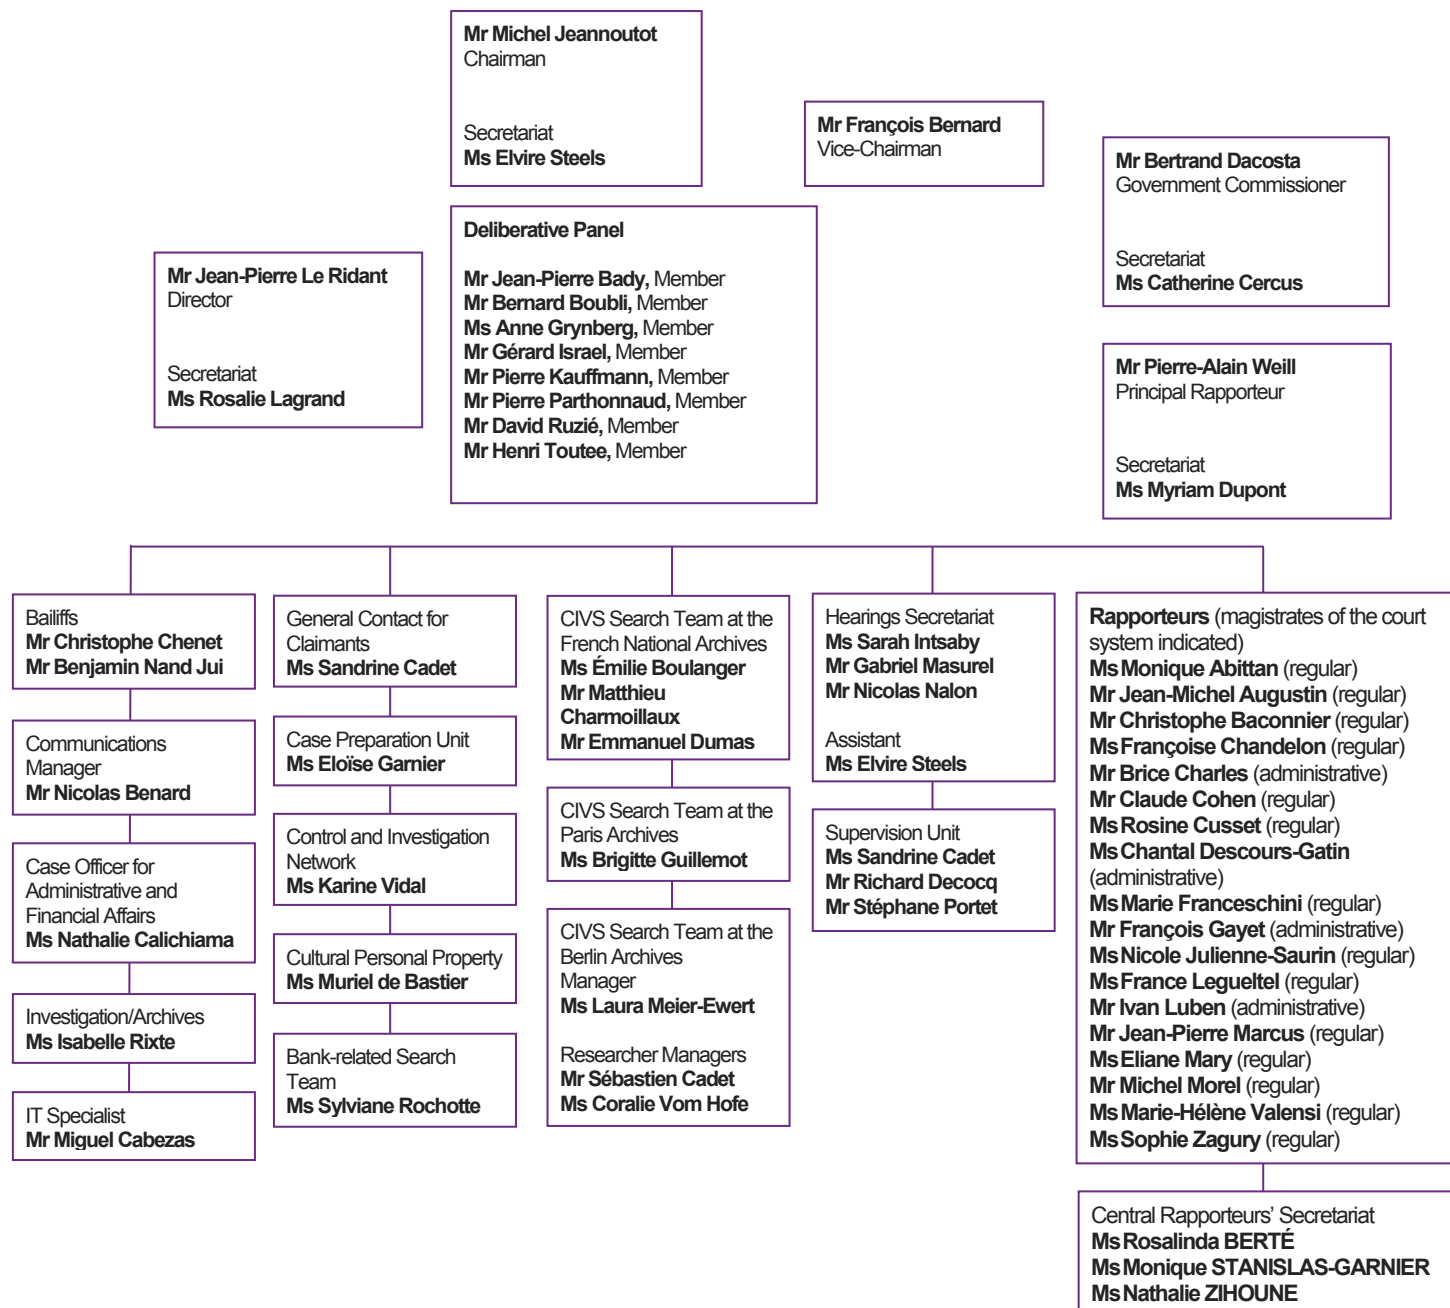 Mr Michel Jeannoutot
Chairman
Secretariat
Ms Elvire Steels
Mr François Bernard
Vice-Chairman
Mr Bertrand Dacosta
Government Commissioner
Secretariat
Ms Catherine Cercus
Mr Jean-Pierre Le Ridant
Director
Secretariat
Ms Rosalie Lagrand
Deliberative Panel
Mr Jean-Pierre Bady, Member
Mr Bernard Boubli, Member
Ms Anne Grynberg, Member
Mr Gérard Israel, Member
Mr Pierre Kauffmann, Member
Mr Pierre Parthonnaud, Member
Mr David Ruzié, Member
Mr Henri Toutee, Member
Mr Pierre-Alain Weill
Principal Rapporteur
Secretariat
Ms Myriam Dupont
Bailiffs
Mr Christophe Chenet
Mr Benjamin Nand Jui
Communications
Manager
Mr Nicolas Benard
Case Officer for
Administrative and
Financial Affairs
Ms Nathalie Calichiama
Investigation/Archives
Ms Isabelle Rixte
IT Specialist
Mr Miguel Cabezas
General Contact for
Claimants
Ms Sandrine Cadet
Case Preparation Unit
Ms Eloïse Garnier
Control and Investigation
Network
Ms Karine Vidal
Cultural Personal Property
Ms Muriel de Bastier
Bank-related Search
Team
Ms Sylviane Rochotte
CIVS Search Team at the
French National Archives
Ms Émilie Boulanger
Mr Matthieu
Charmoillaux
Mr Emmanuel Dumas
CIVS Search Team at the
Paris Archives
Ms Brigitte Guillemot
CIVS Search Team at the
Berlin Archives
Manager
Ms Laura Meier-Ewert
Researcher Managers
Mr Sébastien Cadet
Ms Coralie Vom Hofe
Hearings Secretariat
Ms Sarah Intsaby
Mr Gabriel Masurel
Mr Nicolas Nalon
Assistant
Ms Elvire Steels
Supervision Unit
Ms Sandrine Cadet
Mr Richard Decocq
Mr Stéphane Portet
Rapporteurs (magistrates of the court
system indicated)
Ms Monique Abittan (regular)
Mr Jean-Michel Augustin (regular)
Mr Christophe Baconnier (regular)
Ms Françoise Chandelon (regular)
Mr Brice Charles (administrative)
Mr Claude Cohen (regular)
Ms Rosine Cusset (regular)
Ms Chantal Descours-Gatin
(administrative)
Ms Marie Franceschini (regular)
Mr François Gayet (administrative)
Ms Nicole Julienne-Saurin (regular)
Ms France Legueltel (regular)
Mr Ivan Luben (administrative)
Mr Jean-Pierre Marcus (regular)
Ms Eliane Mary (regular)
Mr Michel Morel (regular)
Ms Marie-Hélène Valensi (regular)
Ms Sophie Zagury (regular)
Central Rapporteurs’ Secretariat
Ms Rosalinda BERTÉ
Ms Monique STANISLAS-GARNIER
Ms Nathalie ZIHOUNE